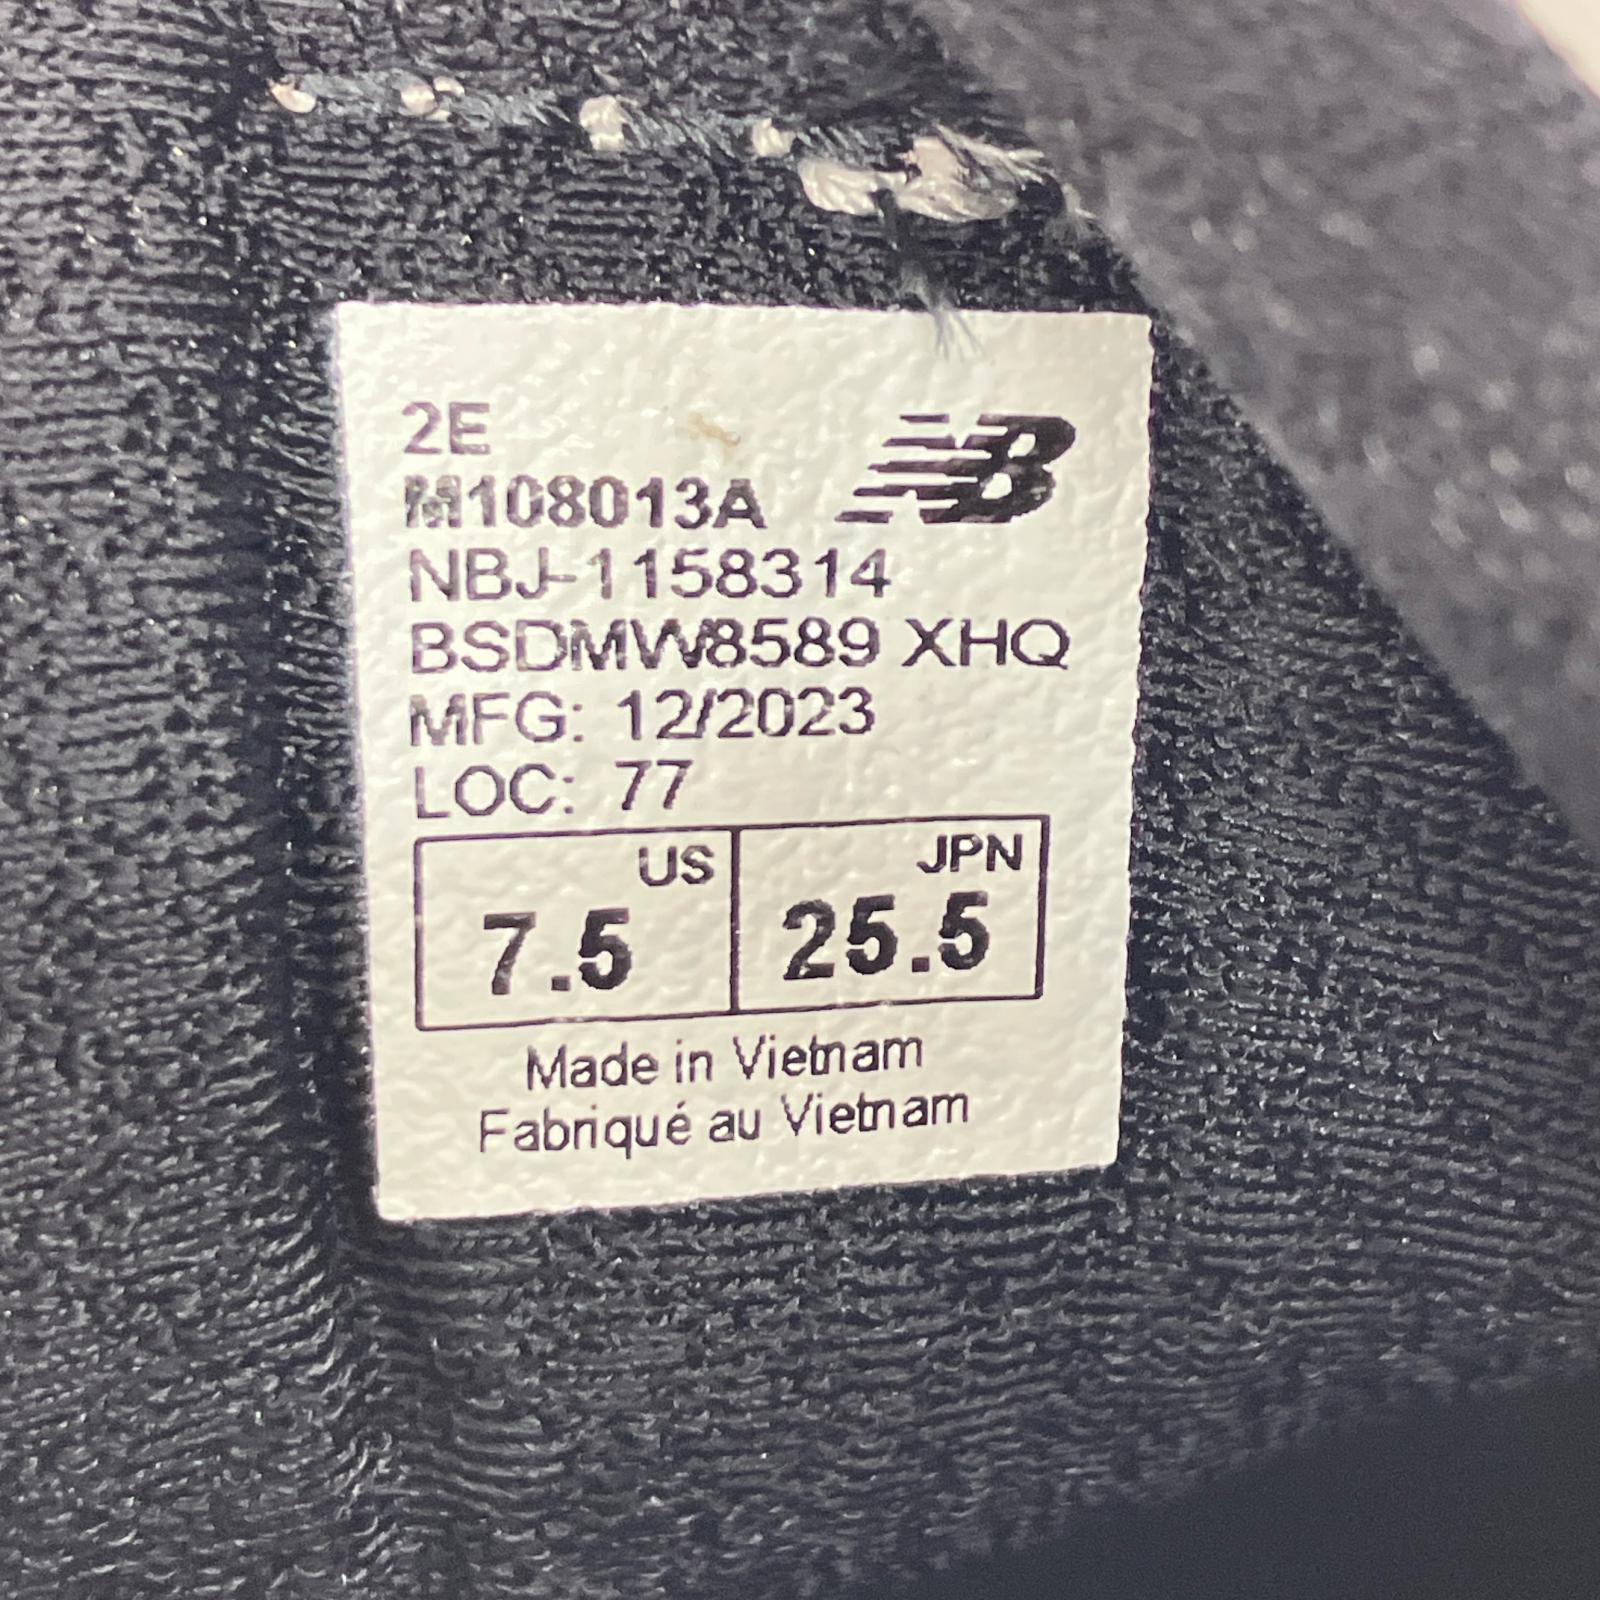 2E
M108013A
NB
NBJ-1158314
BSDMW8589 XHQ
MFG: 12/2023
LOC: 77
US JPN
7.5 25.5
Made in Vietnam
Fabriqué au Vietnam